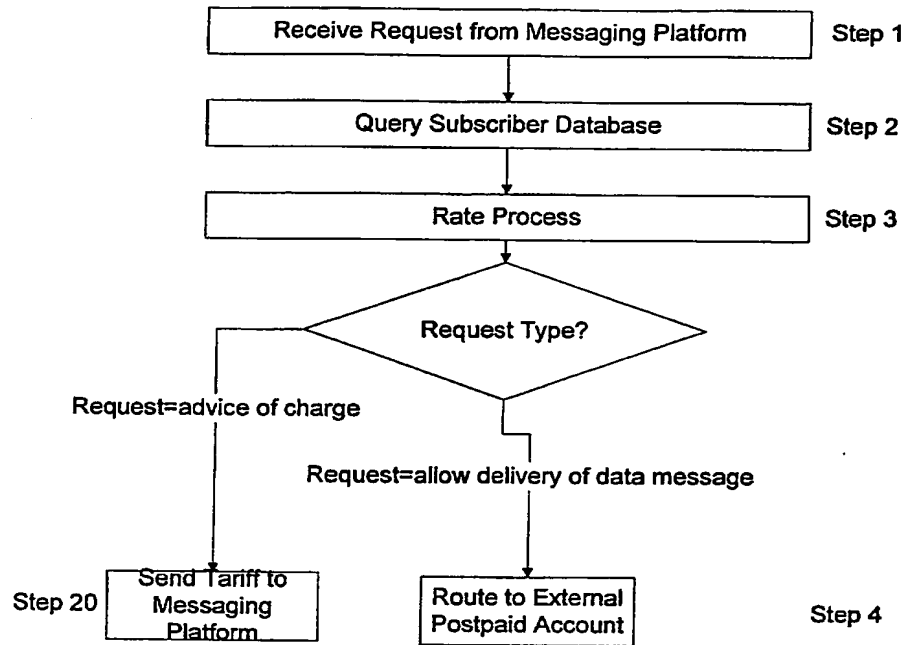 Receive Request from Messaging Platform
Step 1
Query Subscriber Database
Step 2
Rate Process
Step 3
Request Type?
Request=advice of charge
Request=allow delivery of data message
Step 20
Send Tariff to
Messaging
Platform
Route to External
Postpaid Account
Step 4